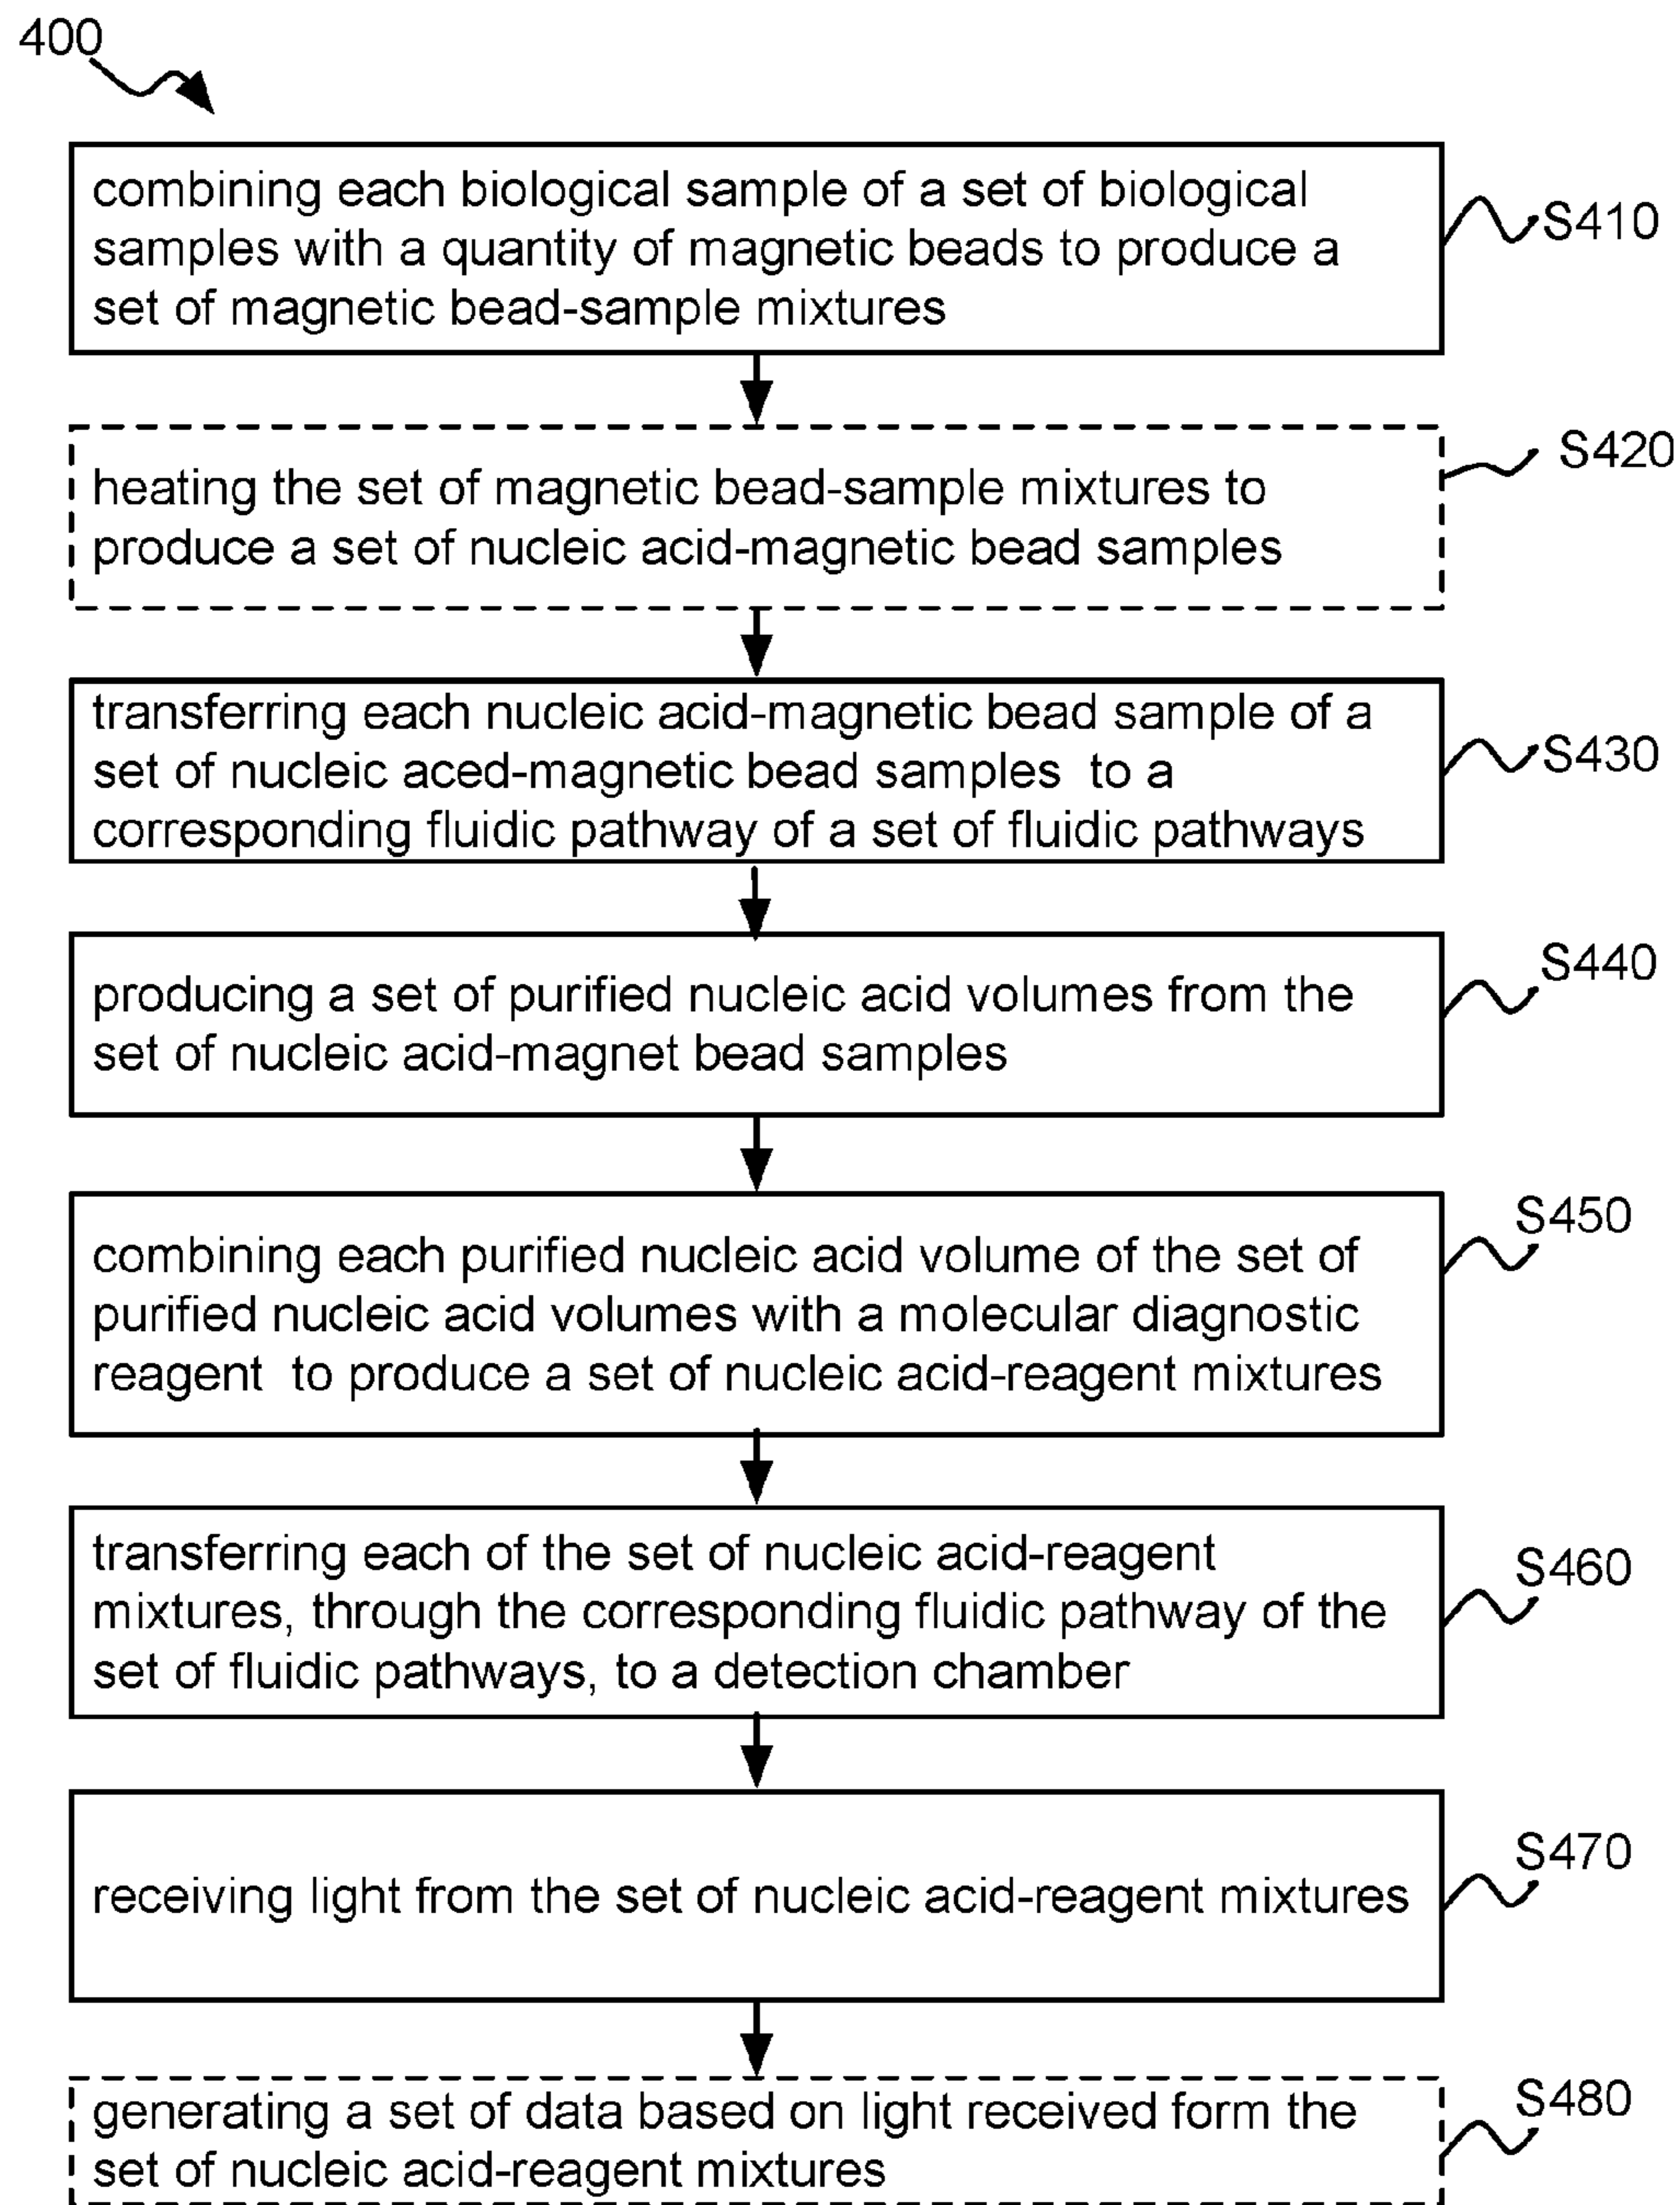 400
combining each biological sample of a set of biological
samples with a quantity of magnetic beads to produce a
set of magnetic bead-sample mixtures
S410
heating the set of magnetic bead-sample mixtures to
produce a set of nucleic acid-magnetic bead samples
S420
transferring each nucleic acid-magnetic bead sample of a
set of nucleic aced-magnetic bead samples to a
corresponding fluidic pathway of a set of fluidic pathways
S430
producing a set of purified nucleic acid volumes from the
set of nucleic acid-magnet bead samples
S440
combining each purified nucleic acid volume of the set of
purified nucleic acid volumes with a molecular diagnostic
reagent to produce a set of nucleic acid-reagent mixtures
S450
transferring each of the set of nucleic acid-reagent
mixtures, through the corresponding fluidic pathway of the
set of fluidic pathways, to a detection chamber
S460
receiving light from the set of nucleic acid-reagent mixtures
S470
generating a set of data based on light received form the
set of nucleic acid-reagent mixtures
S480